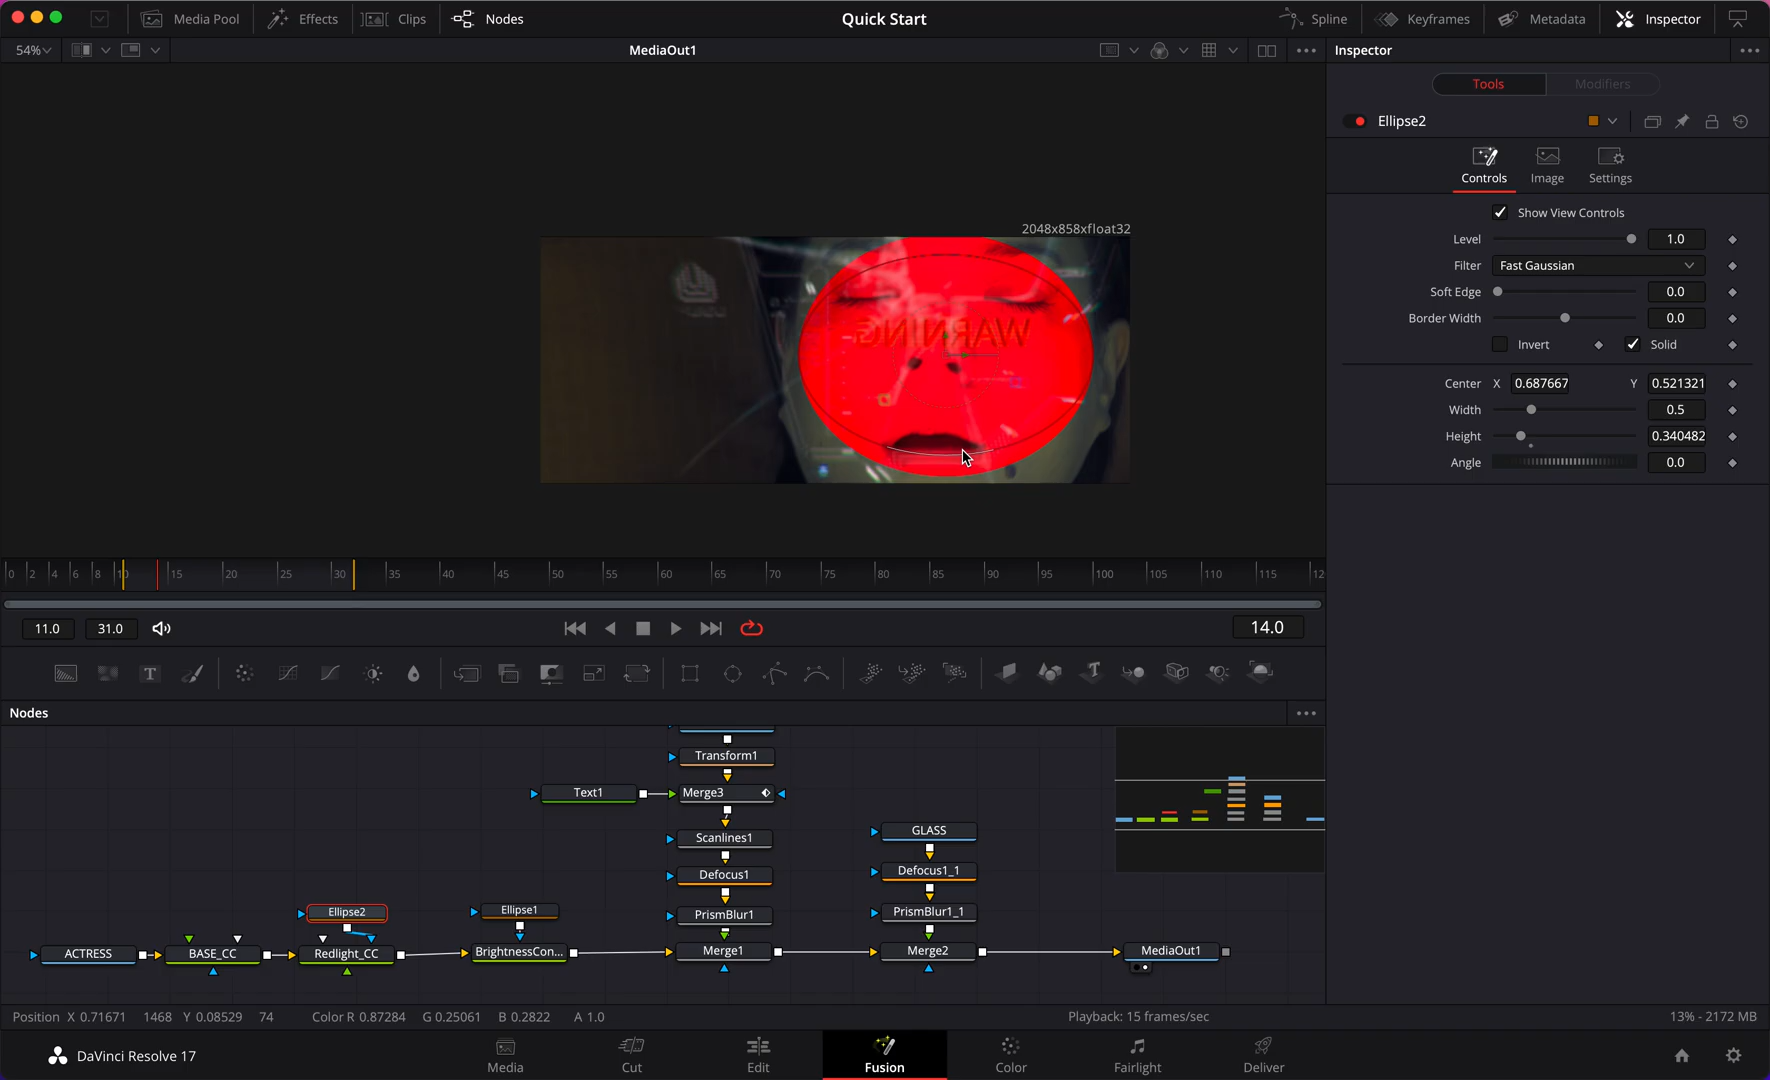 Media Pool
Effects
Clips
Nodes
Quick Start
Spline
Keyframes
Metadata
Inspector
54%
MediaOut1
Inspector
Tools
Modifiers
Ellipse2
Controls
Image
Settings
2048x858xfloat32
WARNING
Show View Controls
Level
1.0
Filter
Fast Gaussian
Soft Edge
0.0
Border Width
0.0
Invert
Solid
Center X 0.687667 Y 0.521321
Width
0.5
Height
0.340482
Angle
0.0
0 2 4 6 8 10 15 20 25 30 35 40 45 50 55 60 65 70 75 80 85 90 95 100 105 110 115 12
11.0
31.0
14.0
T
T
Nodes
Transform1
Text1
Merge3
Scanlines1
GLASS
Defocus1
Defocus1_1
Ellipse2
Ellipse1
PrismBlur1
PrismBlur1_1
ACTRESS
BASE_CC
Redlight_CC
BrightnessCon...
Merge1
Merge2
MediaOut1
Position X 0.71671 1468 Y 0.08529 74 Color R 0.87284 G 0.25061 B 0.2822 A 1.0
Playback: 15 frames/sec
13% - 2172 MB
DaVinci Resolve 17
Media
Cut
Edit
Fusion
Color
Fairlight
Deliver